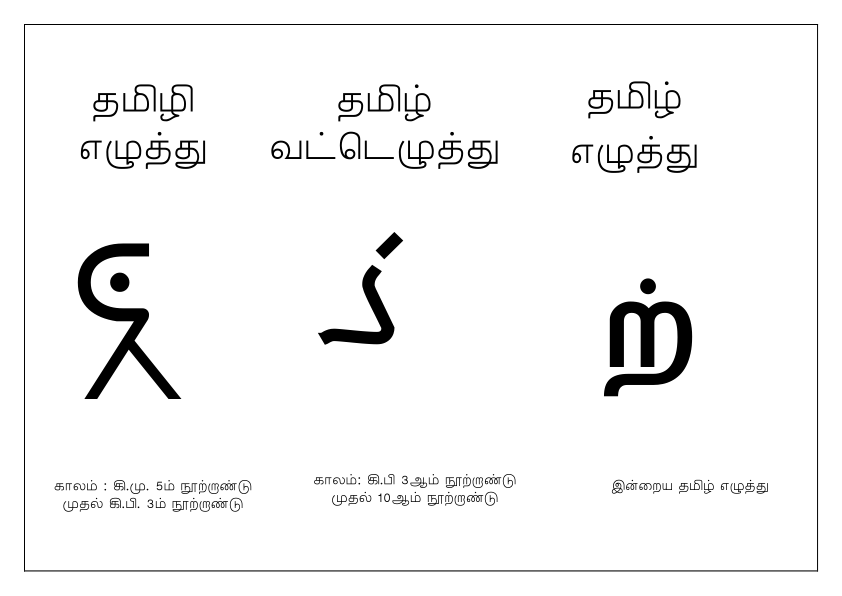 தமிழி
எழுத்து
தமிழ்
வட்டெழுத்து
தமிழ்
எழுத்து
ற்
காலம் : கி.மு. 5ம் நூற்றாண்டு
முதல் கி.பி. 3ம் நூற்றாண்டு
காலம்: கி.பி 3ஆம் நூற்றாண்டு
முதல் 10ஆம் நூற்றாண்டு
இன்றைய தமிழ் எழுத்து